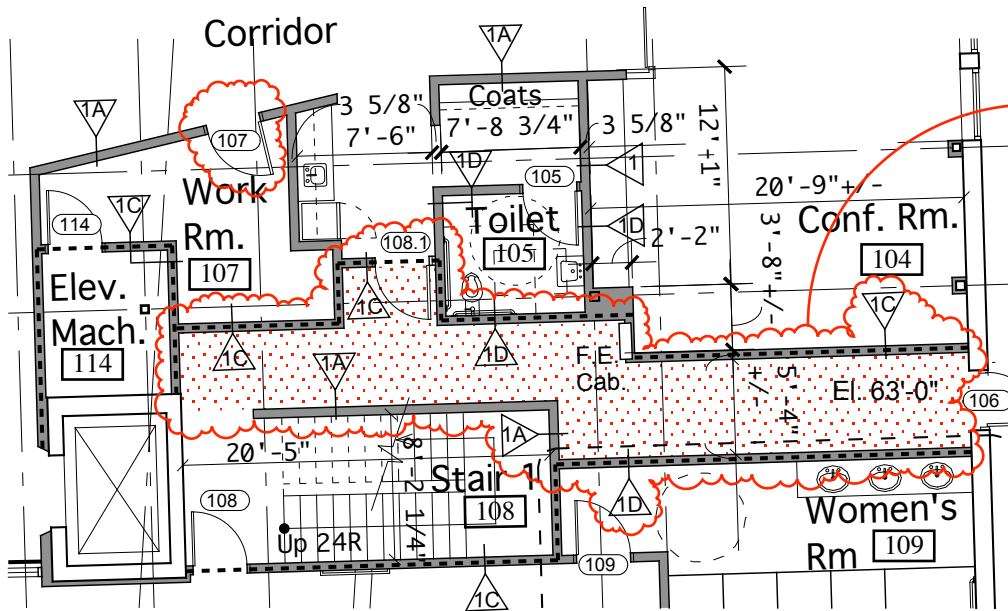 Corridor
1A
1A
Coats
3 5/8"
7'-6"
7'-8 3/4"
3 5/8"
12'+1"
107
1D
1
105
20'-9"+/-
Work
Rm.
107
1C
114
Toilet
105
1D
2'-2"
3'-8"+/-
Conf. Rm.
104
108.1
Elev.
Mach.
114
1C
1C
1C
1A
1D
F.E.
Cab.
5'-4"
+/-
El. 63'-0"
106
1A
20'-5"
8'-2 1/4"
Stair 1
108
108
1D
Women's
Rm
109
Up 24R
109
1C